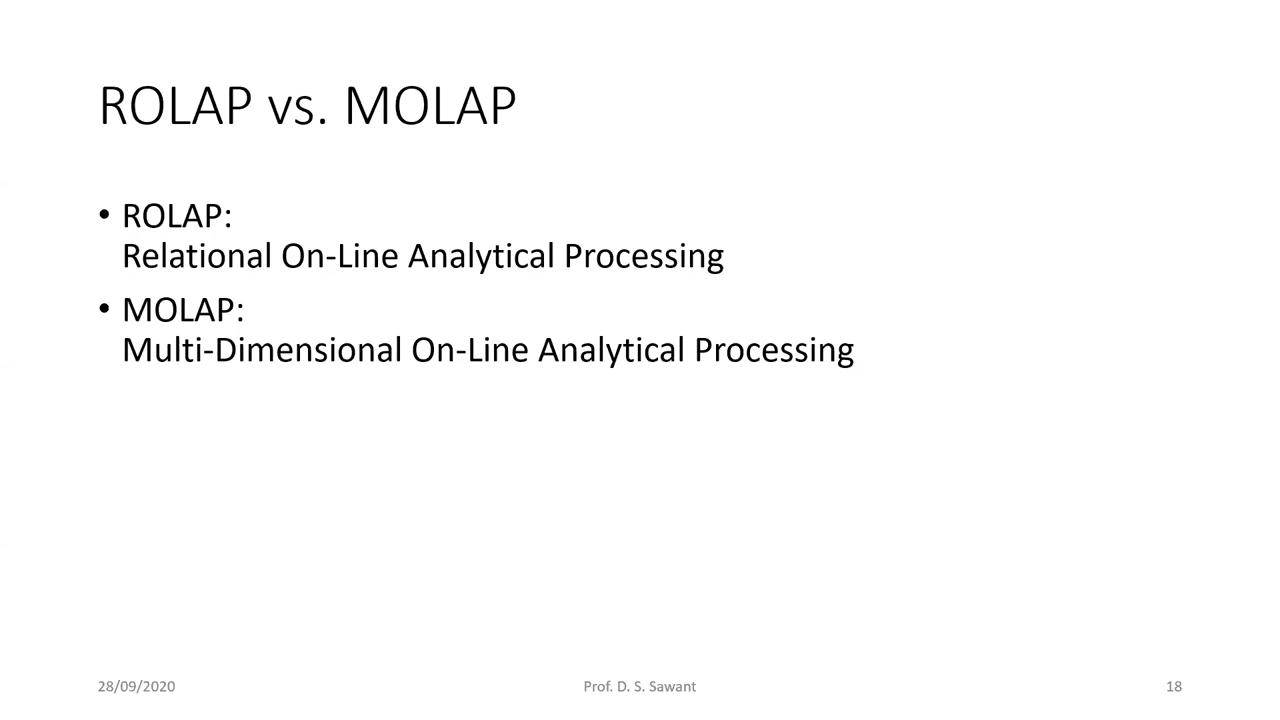 ROLAP vs. MOLAP
• ROLAP:
Relational On-Line Analytical Processing
• MOLAP:
Multi-Dimensional On-Line Analytical Processing
28/09/2020
Prof. D. S. Sawant
18